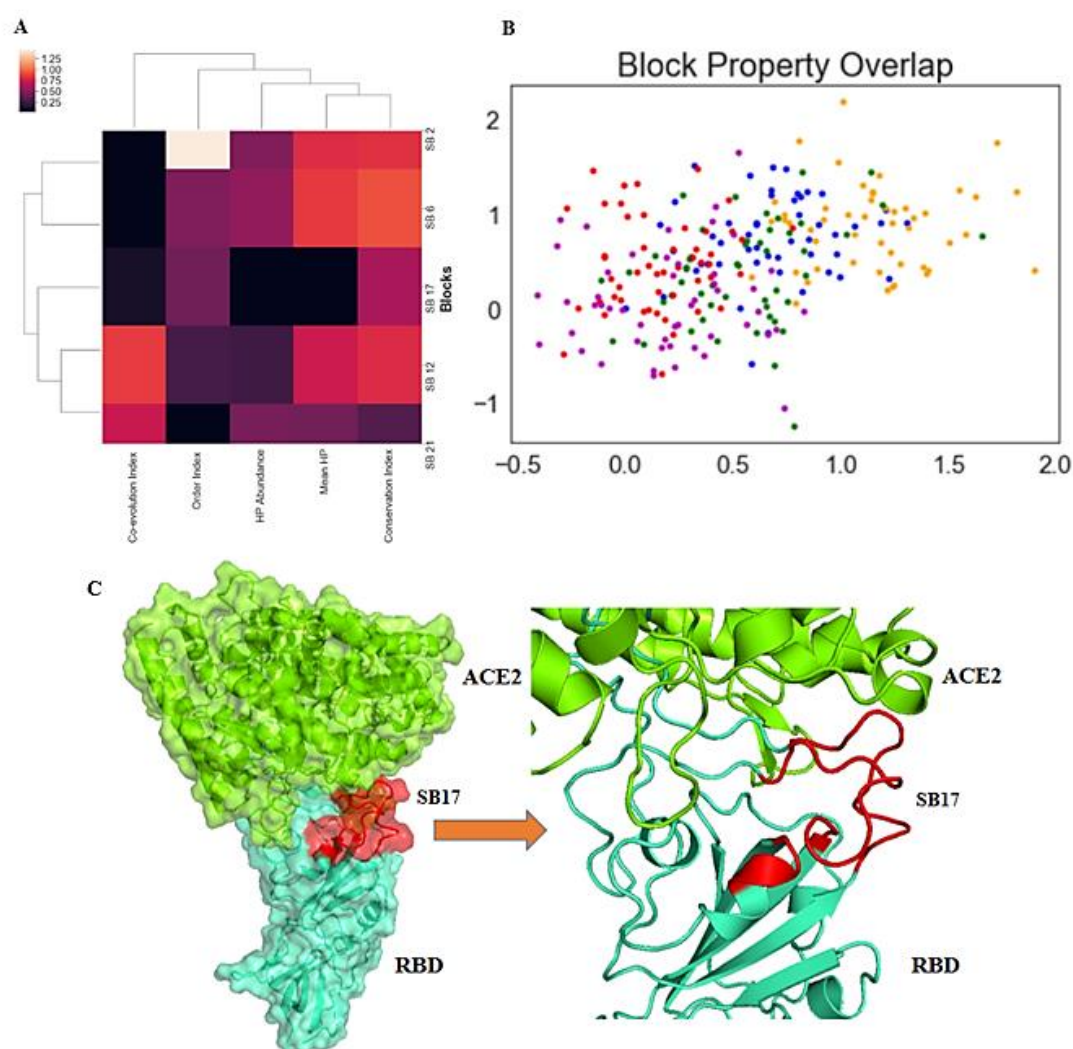 A
1.25
1.00
0.75
0.50
0.25
SB 2
SB 6
SB 17
SB 12
SB 21
Blocks
Co-evolution Index
Order Index
HP Abundance
Mean HP
Conservation Index
B
Block Property Overlap
2
1
0
−1
−0.5
0.0
0.5
1.0
1.5
2.0
C
ACE2
SB17
RBD
ACE2
SB17
RBD